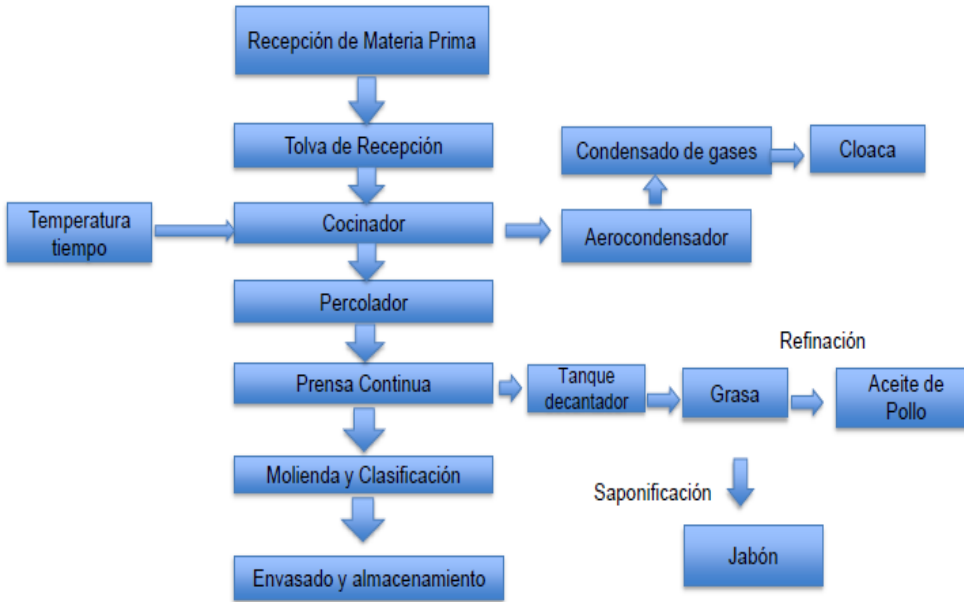 Recepción de Materia Prima
Tolva de Recepción
Condensado de gases
Cloaca
Temperatura
tiempo
Cocinador
Aerocondensador
Percolador
Refinación
Prensa Continua
Tanque
decantador
Grasa
Aceite de
Pollo
Molienda y Clasificación
Saponificación
Jabón
Envasado y almacenamiento